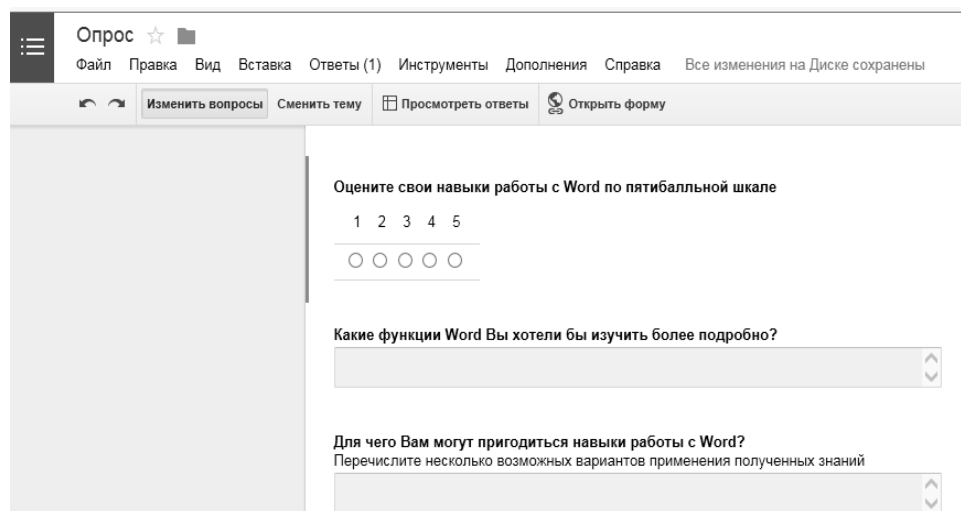 Опрос
Файл Правка Вид Вставка Ответы (1) Инструменты Дополнения Справка Все изменения на Диске сохранены
Изменить вопросы Сменить тему Просмотреть ответы Открыть форму
Оцените свои навыки работы с Word по пятибалльной шкале
1 2 3 4 5
Какие функции Word Вы хотели бы изучить более подробно?
Для чего Вам могут пригодиться навыки работы с Word?
Перечислите несколько возможных вариантов применения полученных знаний